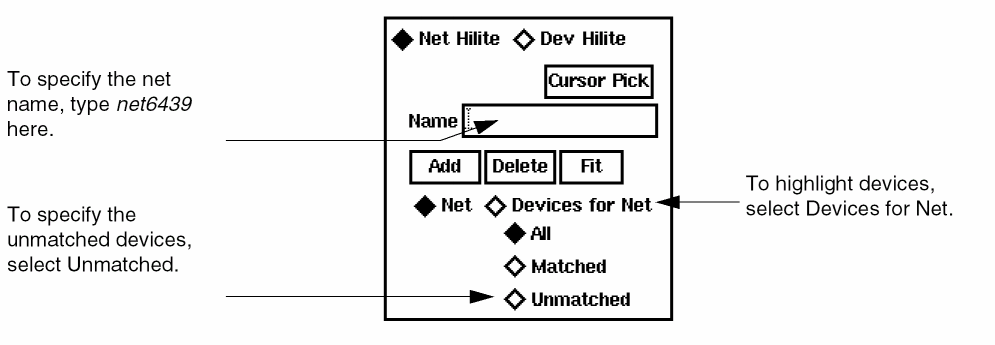 Net Hilite Dev Hilite
To specify the net
name, type net6439
here.
Cursor Pick
Name
Add Delete Fit
To highlight devices,
select Devices for Net.
Net Devices for Net
To specify the
unmatched devices,
select Unmatched.
All
Matched
Unmatched